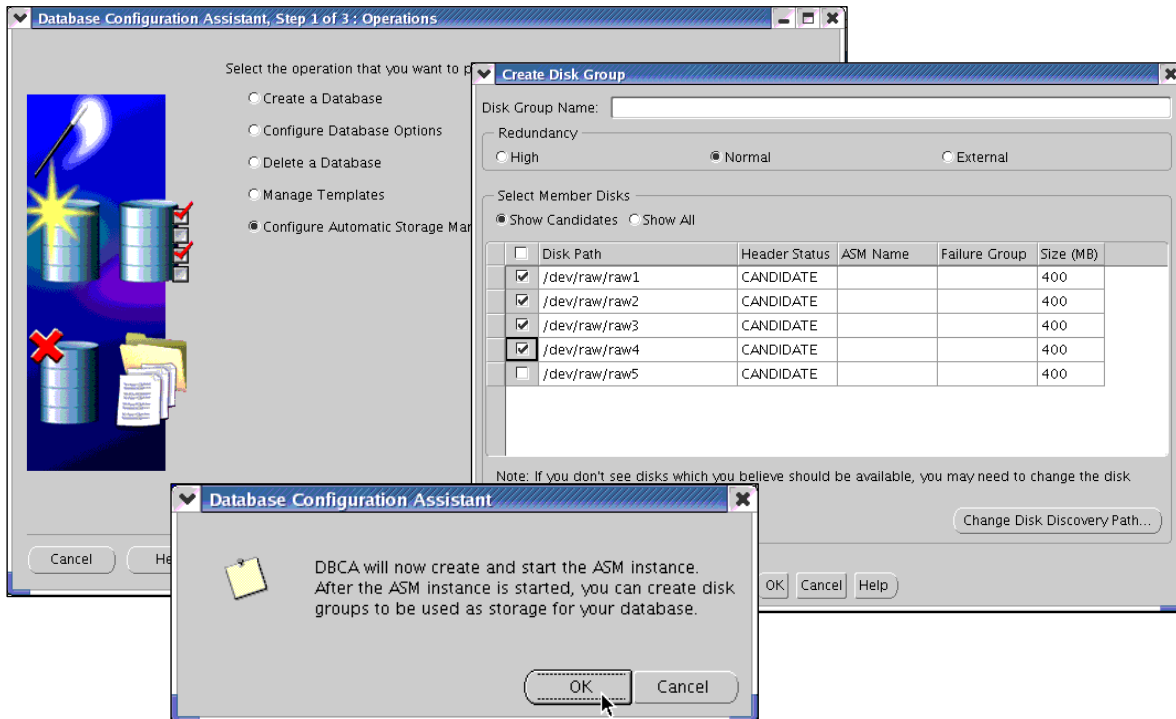 Database Configuration Assistant, Step 1 of 3 : Operations
Select the operation that you want to
Create a Database
Configure Database Options
Delete a Database
Manage Templates
Configure Automatic Storage
Cancel
Create Disk Group
Disk Group Name:
Redundancy
High Normal External
Select Member Disks
Show Candidates Show All
Disk Path Header Status ASM Name Failure Group Size (MB)
/dev/raw/raw1 CANDIDATE 400
/dev/raw/raw2 CANDIDATE 400
/dev/raw/raw3 CANDIDATE 400
/dev/raw/raw4 CANDIDATE 400
/dev/raw/raw5 CANDIDATE 400
Note: If you don't see disks which you believe should be available, you may need to change the disk
Change Disk Discovery Path...
OK Cancel Help
Database Configuration Assistant
DBCA will now create and start the ASM instance.
After the ASM instance is started, you can create disk
groups to be used as storage for your database.
OK Cancel